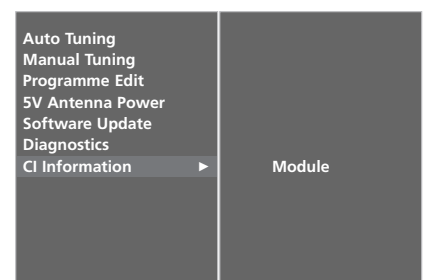 Auto Tuning
Manual Tuning
Programme Edit
5V Antenna Power
Software Update
Diagnostics
CI Information ► Module